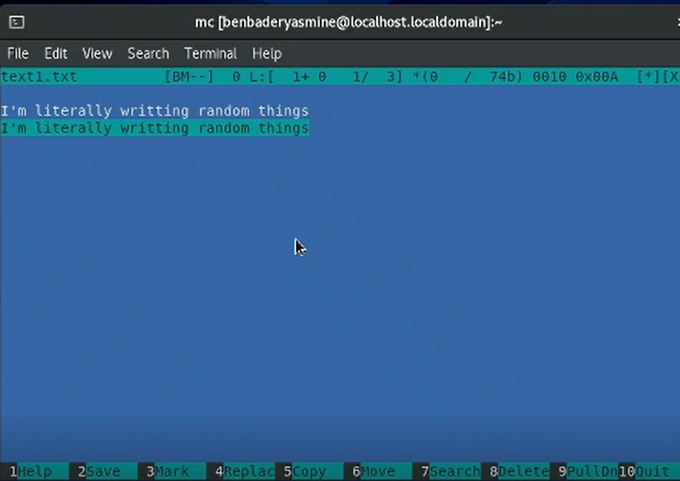 mc [benbaderyasmine@localhost.localdomain]:~
File Edit View Search Terminal Help
text1.txt [BM--] 0 L:[ 1+ 0 1/ 3] *(0 / 74b) 0010 0x00A [*][X
I'm literally writting random things
I'm literally writting random things
1Help 2Save 3Mark 4Replac 5Copy 6Move 7Search 8Delete 9PullDn 10Quit